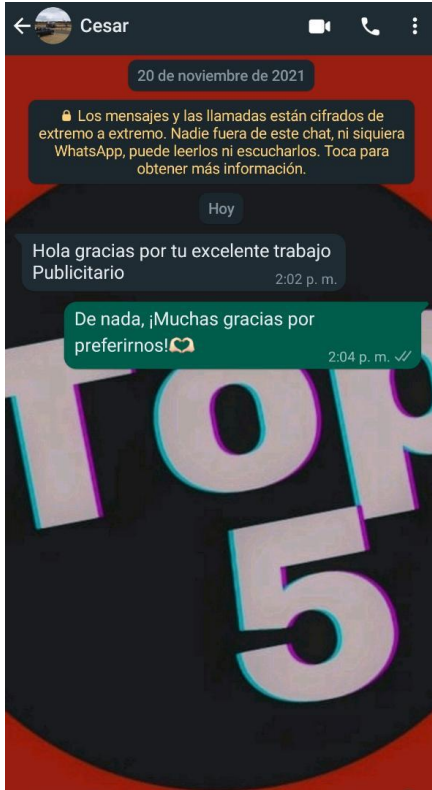 Cesar
20 de noviembre de 2021
Los mensajes y las llamadas están cifrados de
extremo a extremo. Nadie fuera de este chat, ni siquiera
WhatsApp, puede leerlos ni escucharlos. Toca para
obtener más información.
Hoy
Hola gracias por tu excelente trabajo
Publicitario
2:02 p. m.
De nada, ¡Muchas gracias por
preferirnos!🫶🏻
2:04 p. m.
Top
5